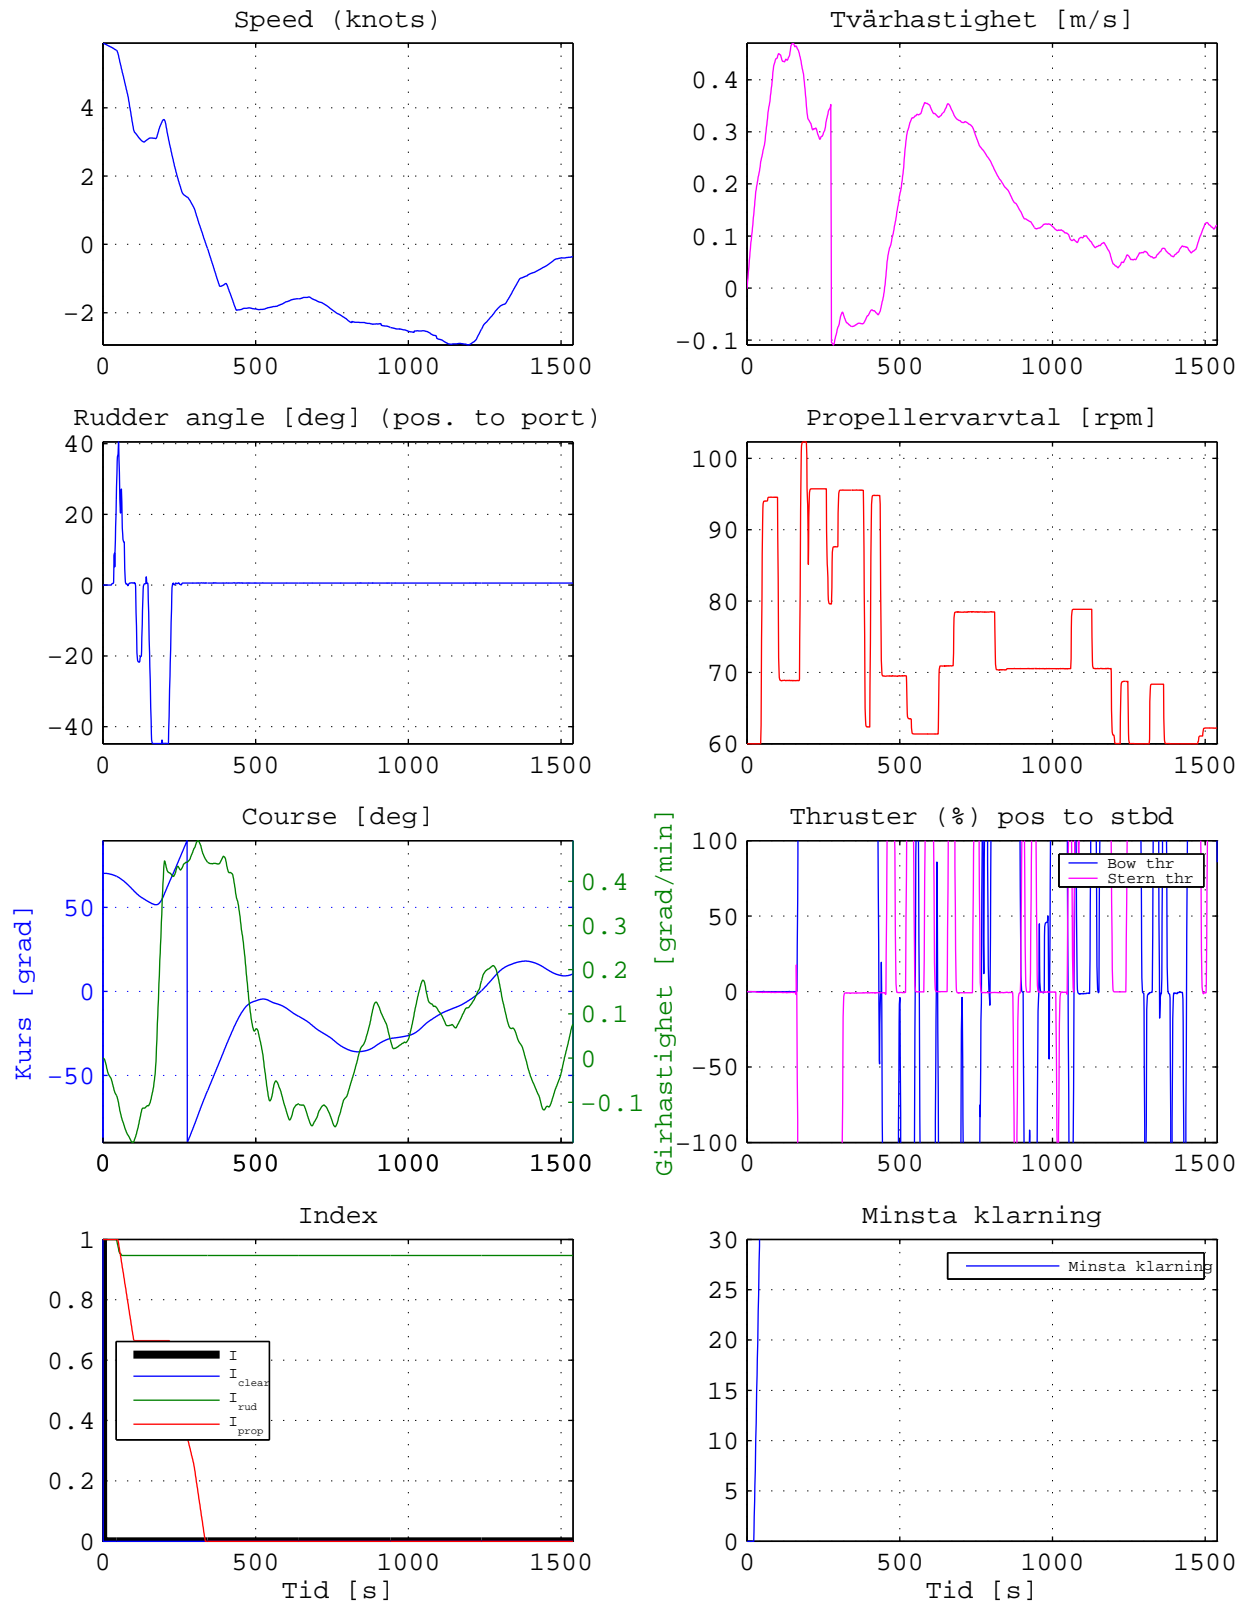 Speed (knots)
4
2
0
−2
0 500 1000 1500
Tvärhastighet [m/s]
0.4
0.3
0.2
0.1
0
−0.1
0 500 1000 1500
Rudder angle [deg] (pos. to port)
40
20
0
−20
−40
0 500 1000 1500
Propellervarvtal [rpm]
100
90
80
70
60
0 500 1000 1500
Course [deg]
Kurs [grad]
50
0
−50
0 500 1000 1500
0.4
0.3
0.2
0.1
0
−0.1
Girhastighet [grad/min]
Thruster (%) pos to stbd
100
50
0
−50
−100
0 500 1000 1500
Bow thr
Stern thr
Index
1
0.8
0.6
0.4
0.2
0
0 500 1000 1500
Tid [s]
I
I_clear
I_rud
I_prop
Minsta klarning
30
25
20
15
10
5
0
0 500 1000 1500
Tid [s]
Minsta klarning